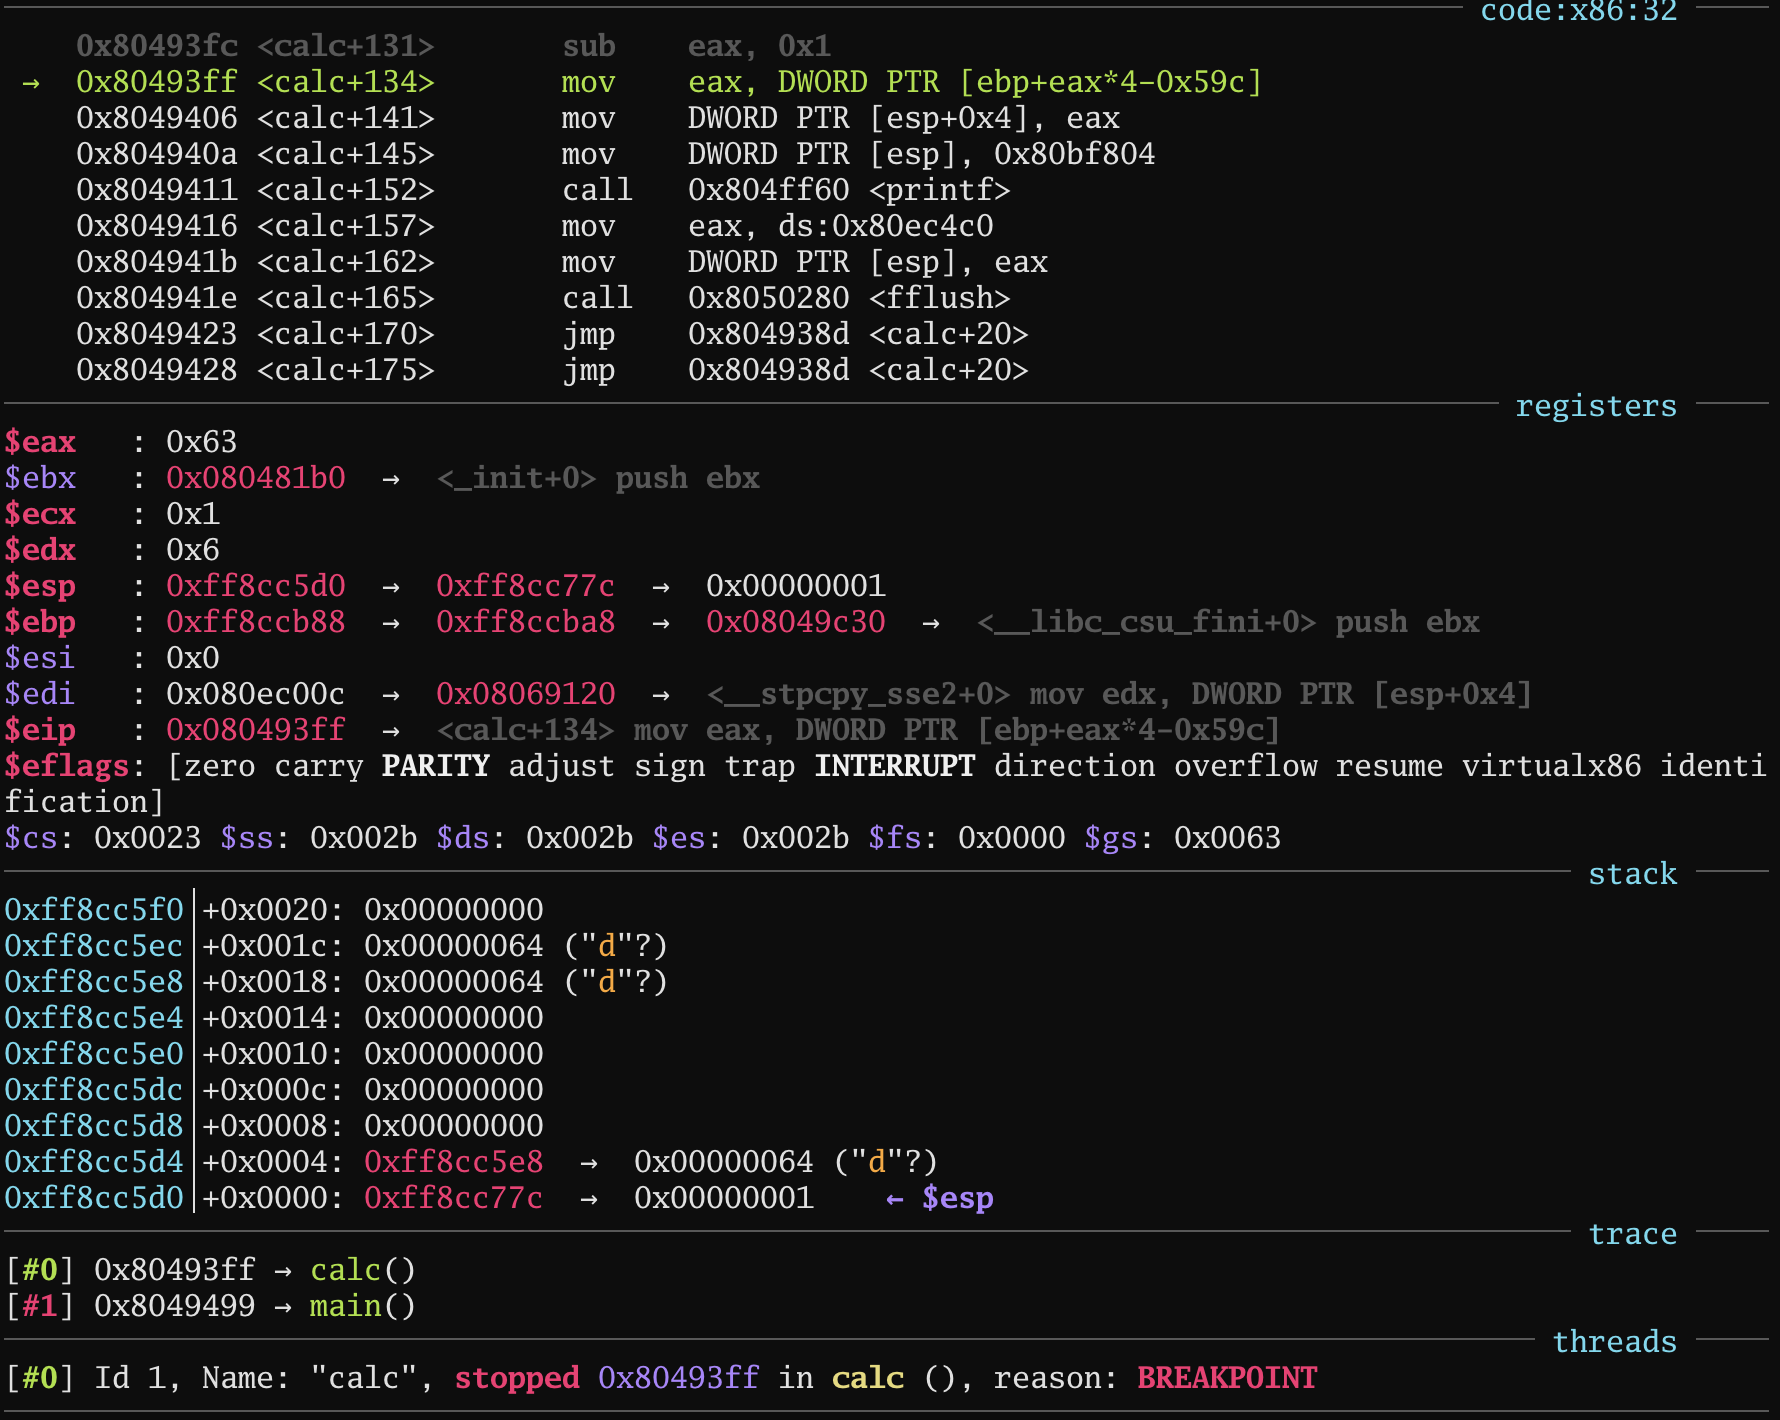 code:x86:32
0x80493fc <calc+131> sub eax, 0x1
→ 0x80493ff <calc+134> mov eax, DWORD PTR [ebp+eax*4-0x59c]
0x8049406 <calc+141> mov DWORD PTR [esp+0x4], eax
0x804940a <calc+145> mov DWORD PTR [esp], 0x80bf804
0x8049411 <calc+152> call 0x804ff60 <printf>
0x8049416 <calc+157> mov eax, ds:0x80ec4c0
0x804941b <calc+162> mov DWORD PTR [esp], eax
0x804941e <calc+165> call 0x8050280 <fflush>
0x8049423 <calc+170> jmp 0x804938d <calc+20>
0x8049428 <calc+175> jmp 0x804938d <calc+20>
registers
$eax : 0x63
$ebx : 0x080481b0 → <_init+0> push ebx
$ecx : 0x1
$edx : 0x6
$esp : 0xff8cc5d0 → 0xff8cc77c → 0x00000001
$ebp : 0xff8ccb88 → 0xff8ccba8 → 0x08049c30 → <__libc_csu_fini+0> push ebx
$esi : 0x0
$edi : 0x080ec00c → 0x08069120 → <__stpcpy_sse2+0> mov edx, DWORD PTR [esp+0x4]
$eip : 0x080493ff → <calc+134> mov eax, DWORD PTR [ebp+eax*4-0x59c]
$eflags: [zero carry PARITY adjust sign trap INTERRUPT direction overflow resume virtualx86 identi
fication]
$cs: 0x0023 $ss: 0x002b $ds: 0x002b $es: 0x002b $fs: 0x0000 $gs: 0x0063
stack
0xff8cc5f0│+0x0020: 0x00000000
0xff8cc5ec│+0x001c: 0x00000064 ("d"?)
0xff8cc5e8│+0x0018: 0x00000064 ("d"?)
0xff8cc5e4│+0x0014: 0x00000000
0xff8cc5e0│+0x0010: 0x00000000
0xff8cc5dc│+0x000c: 0x00000000
0xff8cc5d8│+0x0008: 0x00000000
0xff8cc5d4│+0x0004: 0xff8cc5e8 → 0x00000064 ("d"?)
0xff8cc5d0│+0x0000: 0xff8cc77c → 0x00000001 ← $esp
trace
[#0] 0x80493ff → calc()
[#1] 0x8049499 → main()
threads
[#0] Id 1, Name: "calc", stopped 0x80493ff in calc (), reason: BREAKPOINT